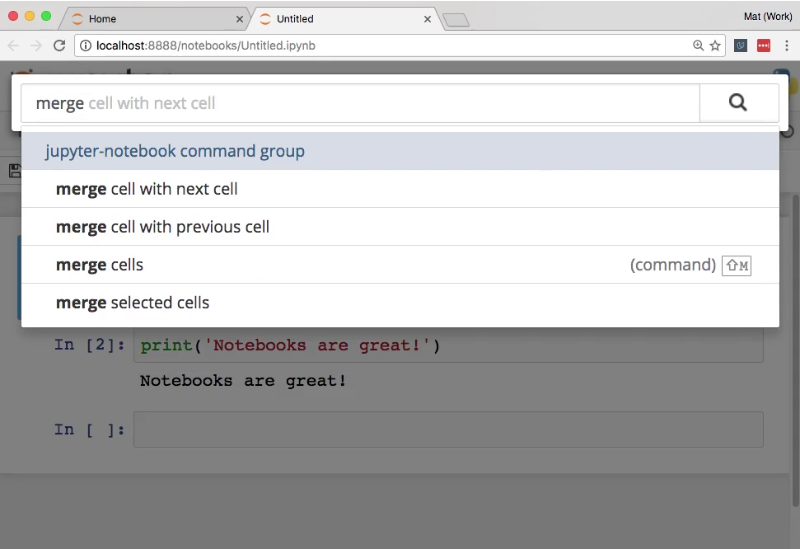 Home
Untitled
Mat (Work)
localhost:8888/notebooks/Untitled.ipynb
merge cell with next cell
jupyter-notebook command group
merge cell with next cell
merge cell with previous cell
merge cells (command) ⇧M
merge selected cells
In [2]: print('Notebooks are great!')
Notebooks are great!
In [ ]: